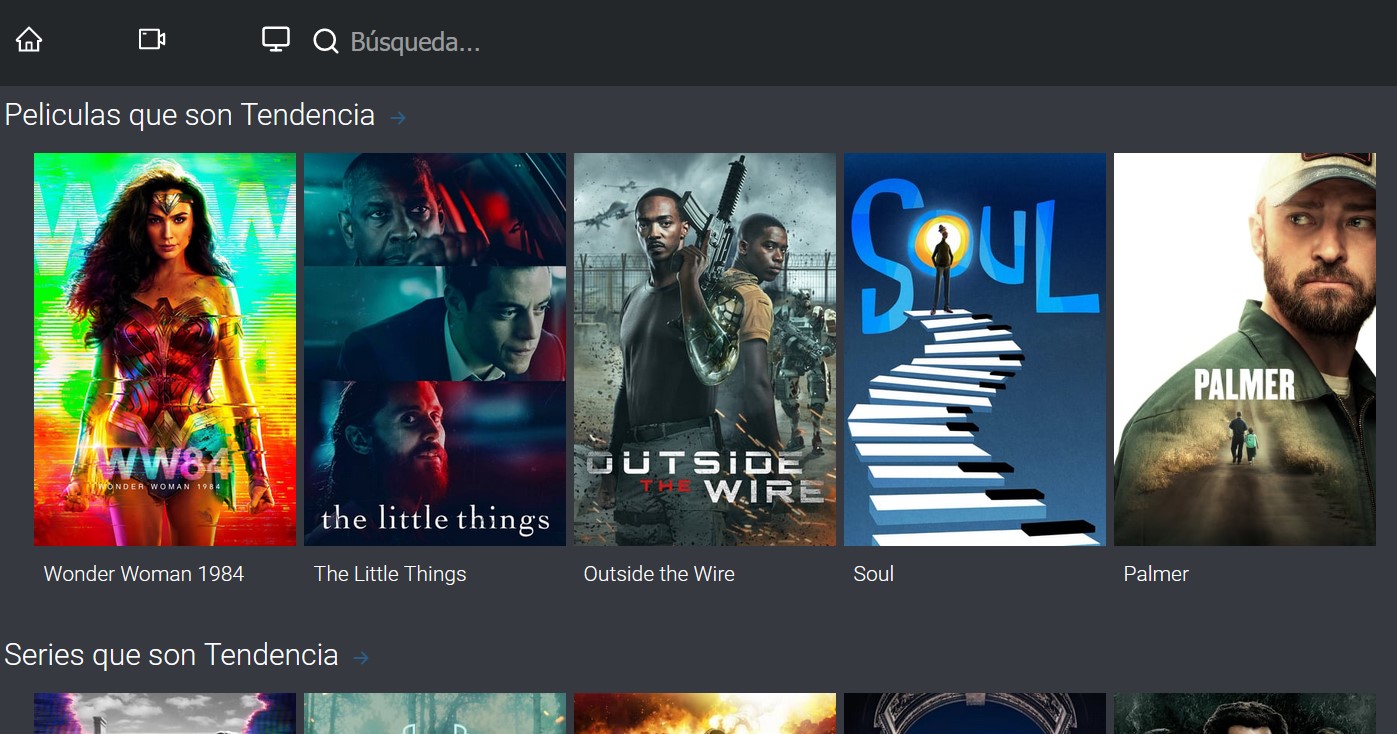 Búsqueda...
Peliculas que son Tendencia →
WW
WW84
WONDER WOMAN 1984
the little things
OUTSIDE
THE WIRE
SOUL
PALMER
Wonder Woman 1984
The Little Things
Outside the Wire
Soul
Palmer
Series que son Tendencia →